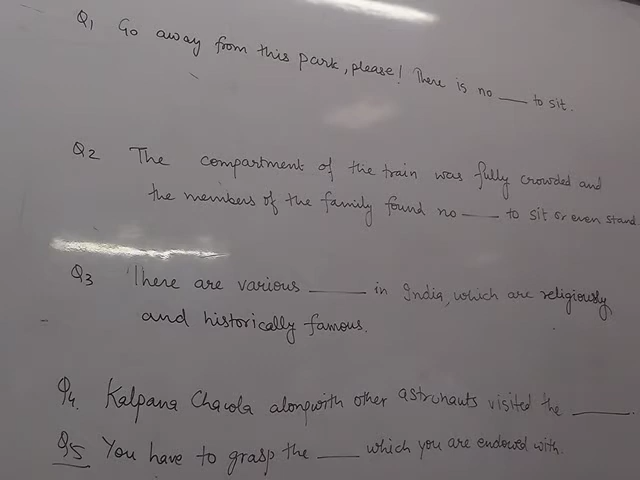 Q1 Go away from this park, please! There is no ___ to sit.
Q2 The compartment of the train was fully crowded and
the members of the family found no ___ to sit or even stand
Q3 There are various ___ in India, which are religiously
and historically famous.
Q4. Kalpana Chawla alongwith other astronauts visited the ___.
Q5 You have to grasp the ___ which you are endowed with.